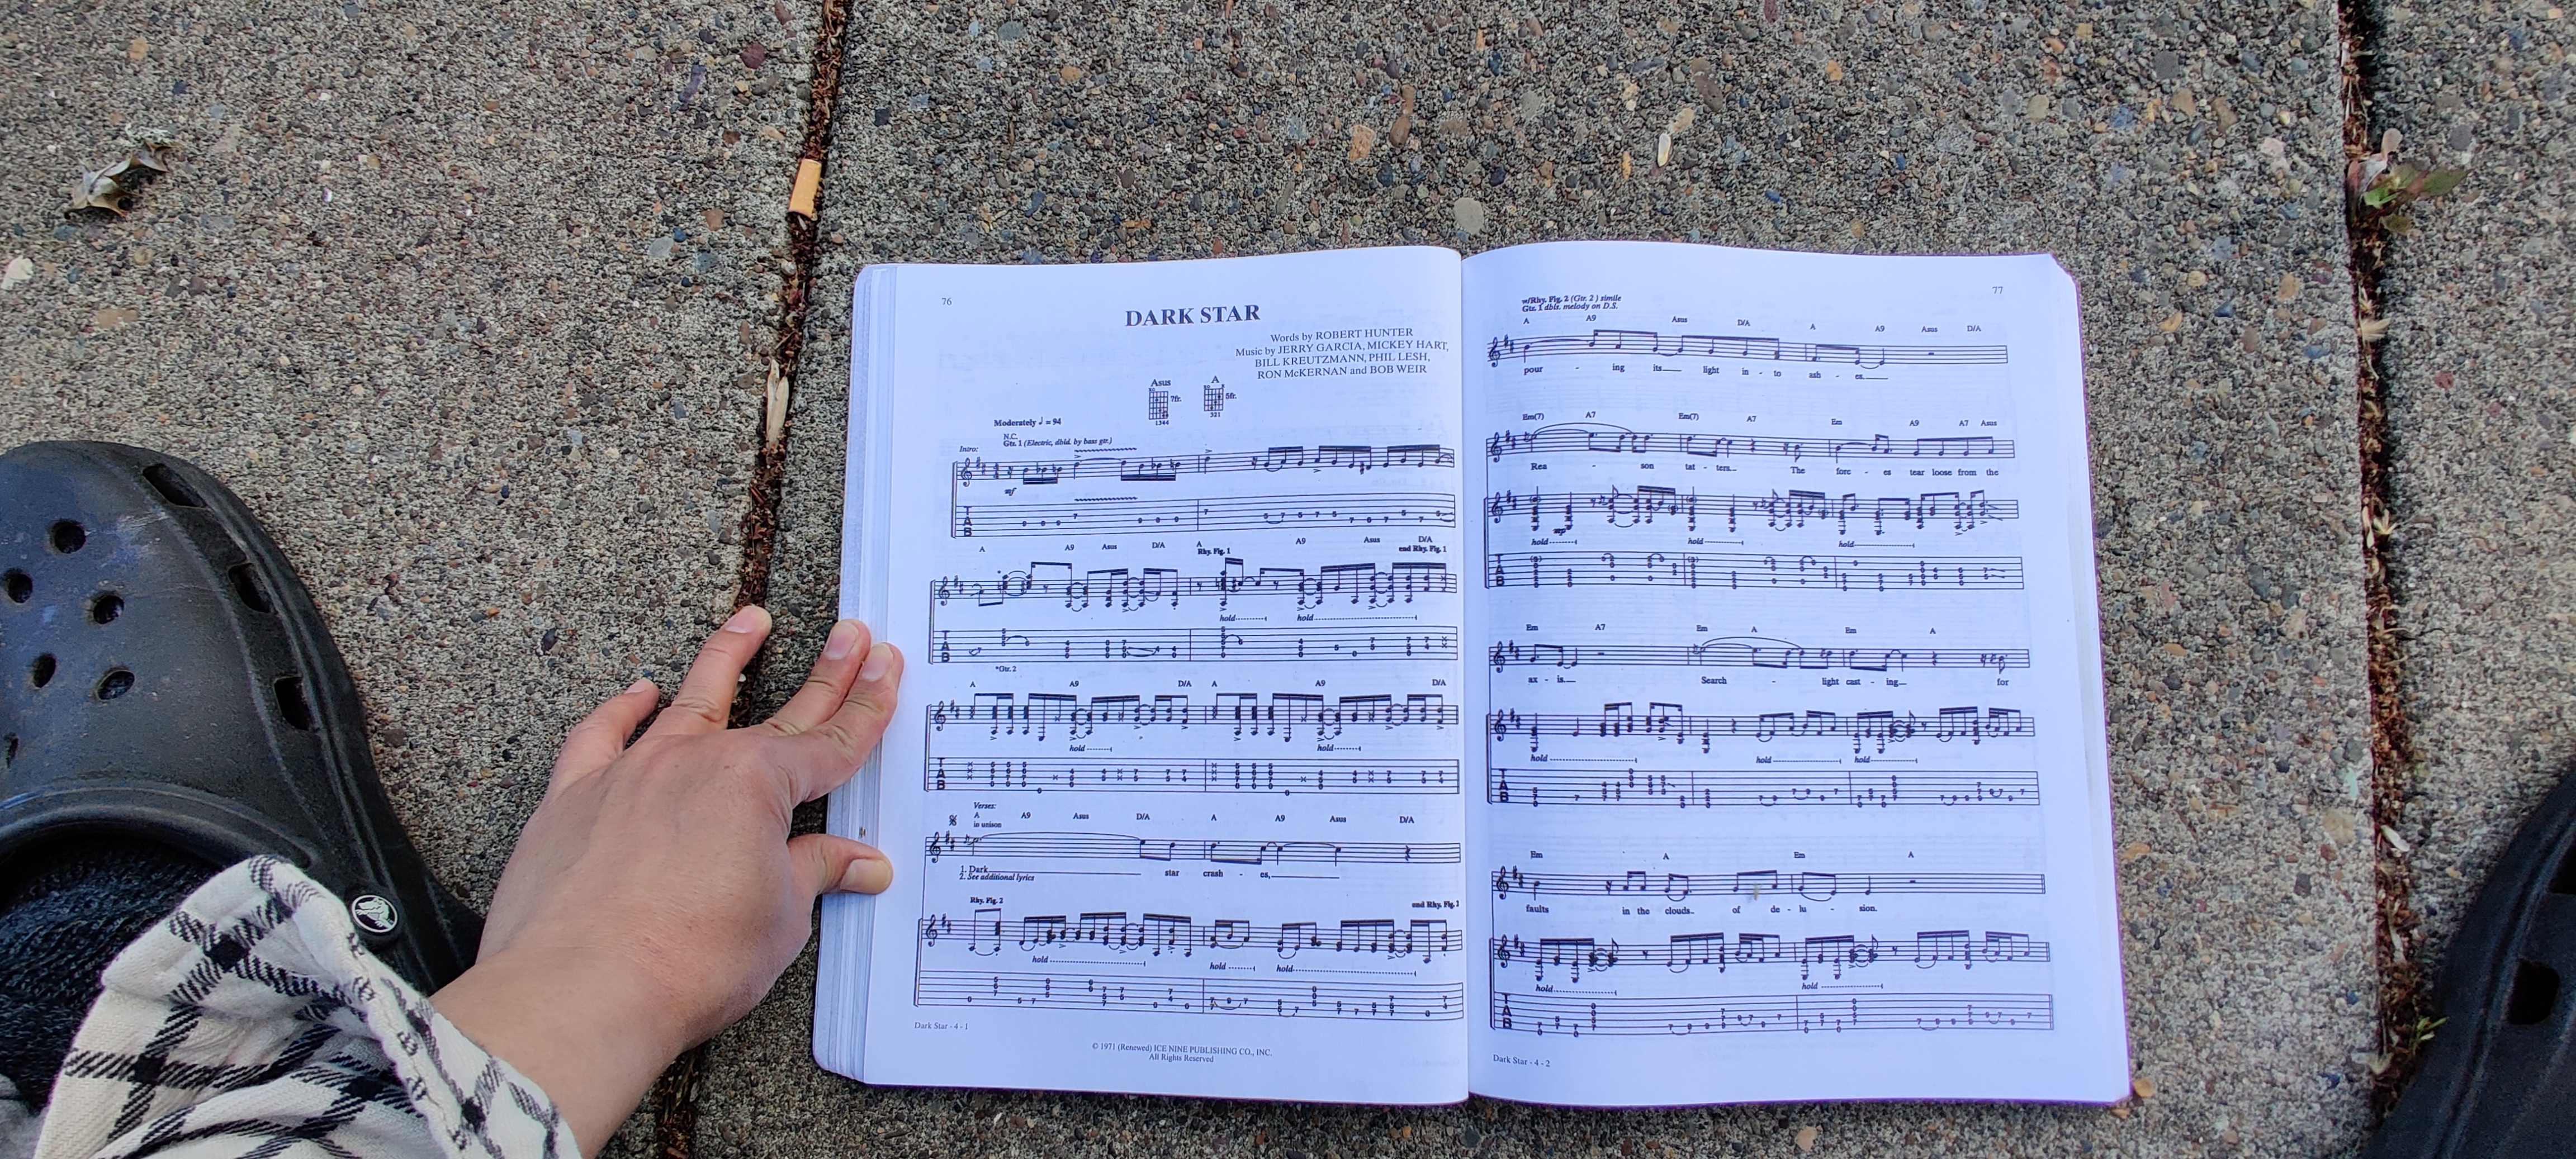 76
DARK STAR
Words by ROBERT HUNTER
Music by JERRY GARCIA, MICKEY HART,
BILL KREUTZMANN, PHIL LESH,
RON McKERNAN and BOB WEIR
Asus A
7fr. 5fr.
1344 321
Moderately ♩ = 94
N.C.
Gtr. 1 (Electric, dbld. by bass gtr.)
Intro:
mf
A A9 Asus D/A A A9 Asus D/A
Rhy. Fig. 1 end Rhy. Fig. 1
hold hold
*Gtr. 2
A A9 D/A A A9 D/A
hold hold
Verses:
A A9 Asus D/A A A9 Asus D/A
in unison
1. Dark star crash - es,
2. See additional lyrics
Rhy. Fig. 2 end Rhy. Fig. 2
hold hold hold
Dark Star - 4 - 1
© 1971 (Renewed) ICE NINE PUBLISHING CO., INC.
All Rights Reserved
77
w/Rhy. Fig. 2 (Gtr. 2) simile
Gtr. 1 dbls. melody on D.S.
A A9 Asus D/A A A9 Asus D/A
pour - ing its light in - to ash - es.
Em(7) A7 Em(7) A7 Em A9 A7 Asus
Rea - son tat - ters. The forc - es tear loose from the
mp
hold hold hold
Em A7 Em A Em A
ax - is. Search - light cast - ing for
hold hold hold
Em A Em A
faults in the clouds of de - lu - sion.
hold hold
Dark Star - 4 - 2